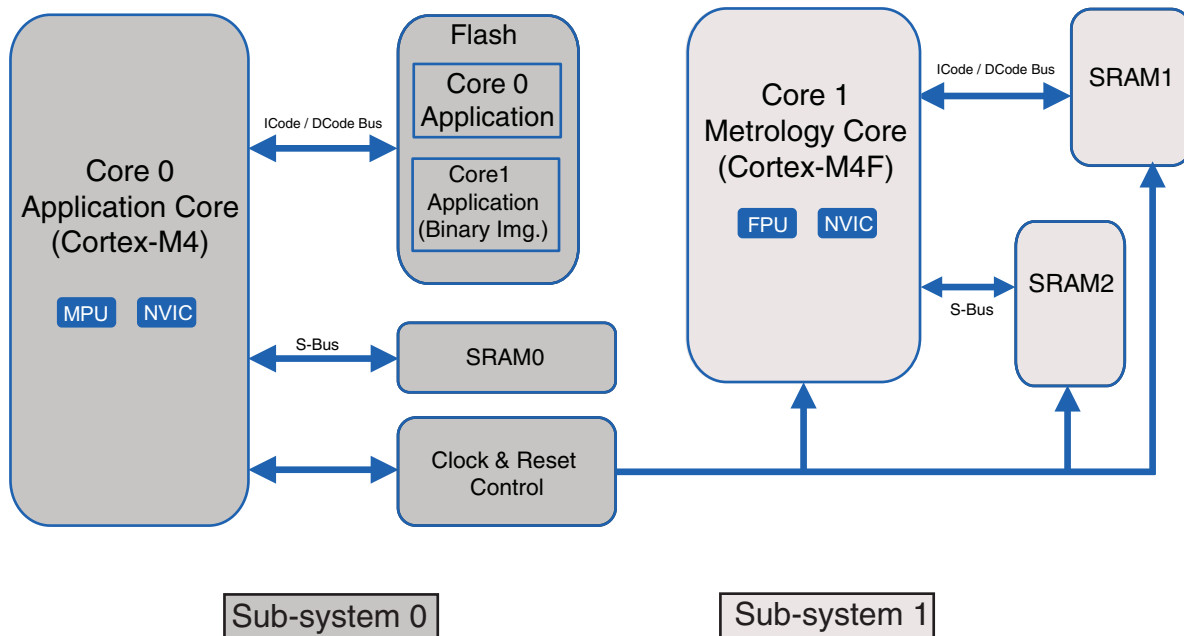 Core 0
Application Core
(Cortex-M4)
MPU
NVIC
ICode / DCode Bus
Flash
Core 0
Application
Core1
Application
(Binary Img.)
S-Bus
SRAM0
Clock & Reset
Control
Core 1
Metrology Core
(Cortex-M4F)
FPU
NVIC
ICode / DCode Bus
SRAM1
S-Bus
SRAM2
Sub-system 0
Sub-system 1